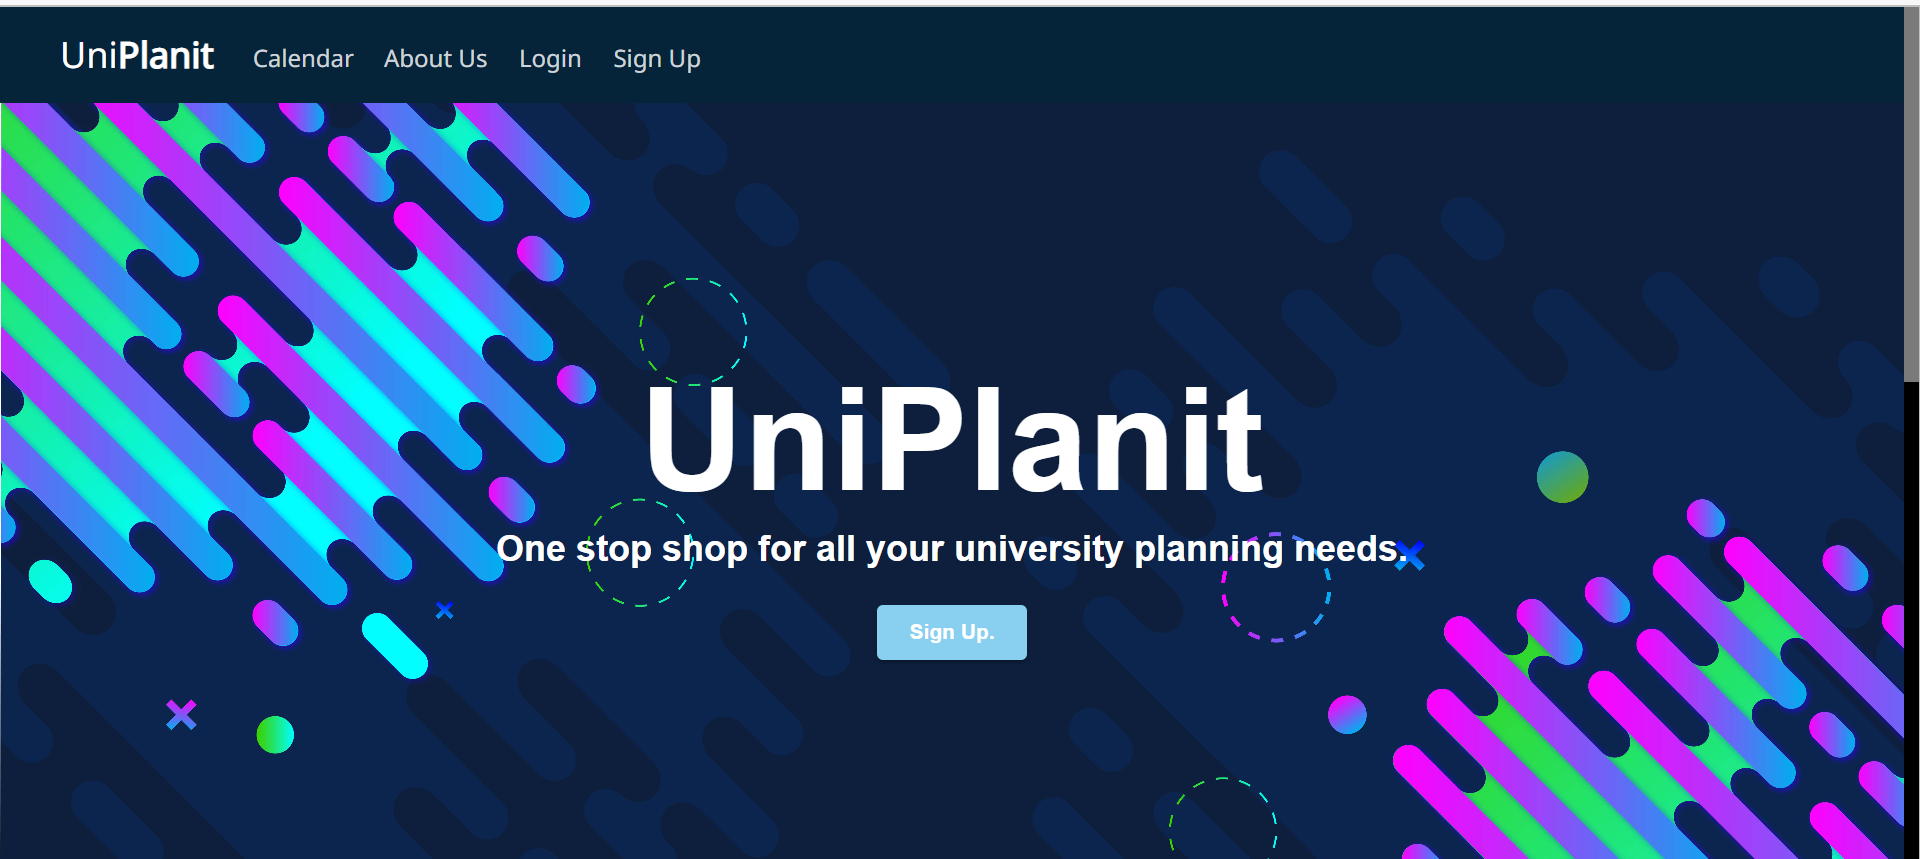 UniPlanit Calendar About Us Login Sign Up
UniPlanit
One stop shop for all your university planning needs.
Sign Up.